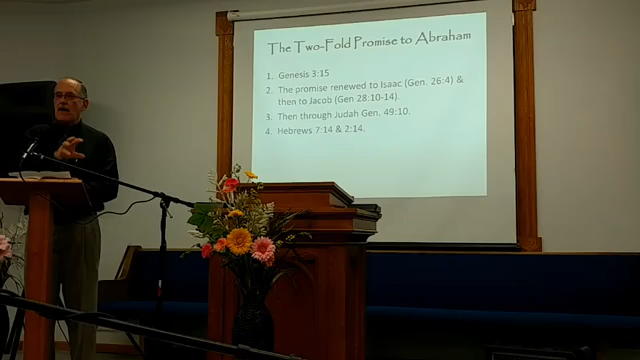 The Two-Fold Promise to Abraham
1. Genesis 3:15
2. The promise renewed to Isaac (Gen. 26:4) &
then to Jacob (Gen 28:10-14).
3. Then through Judah Gen. 49:10.
4. Hebrews 7:14 & 2:14.